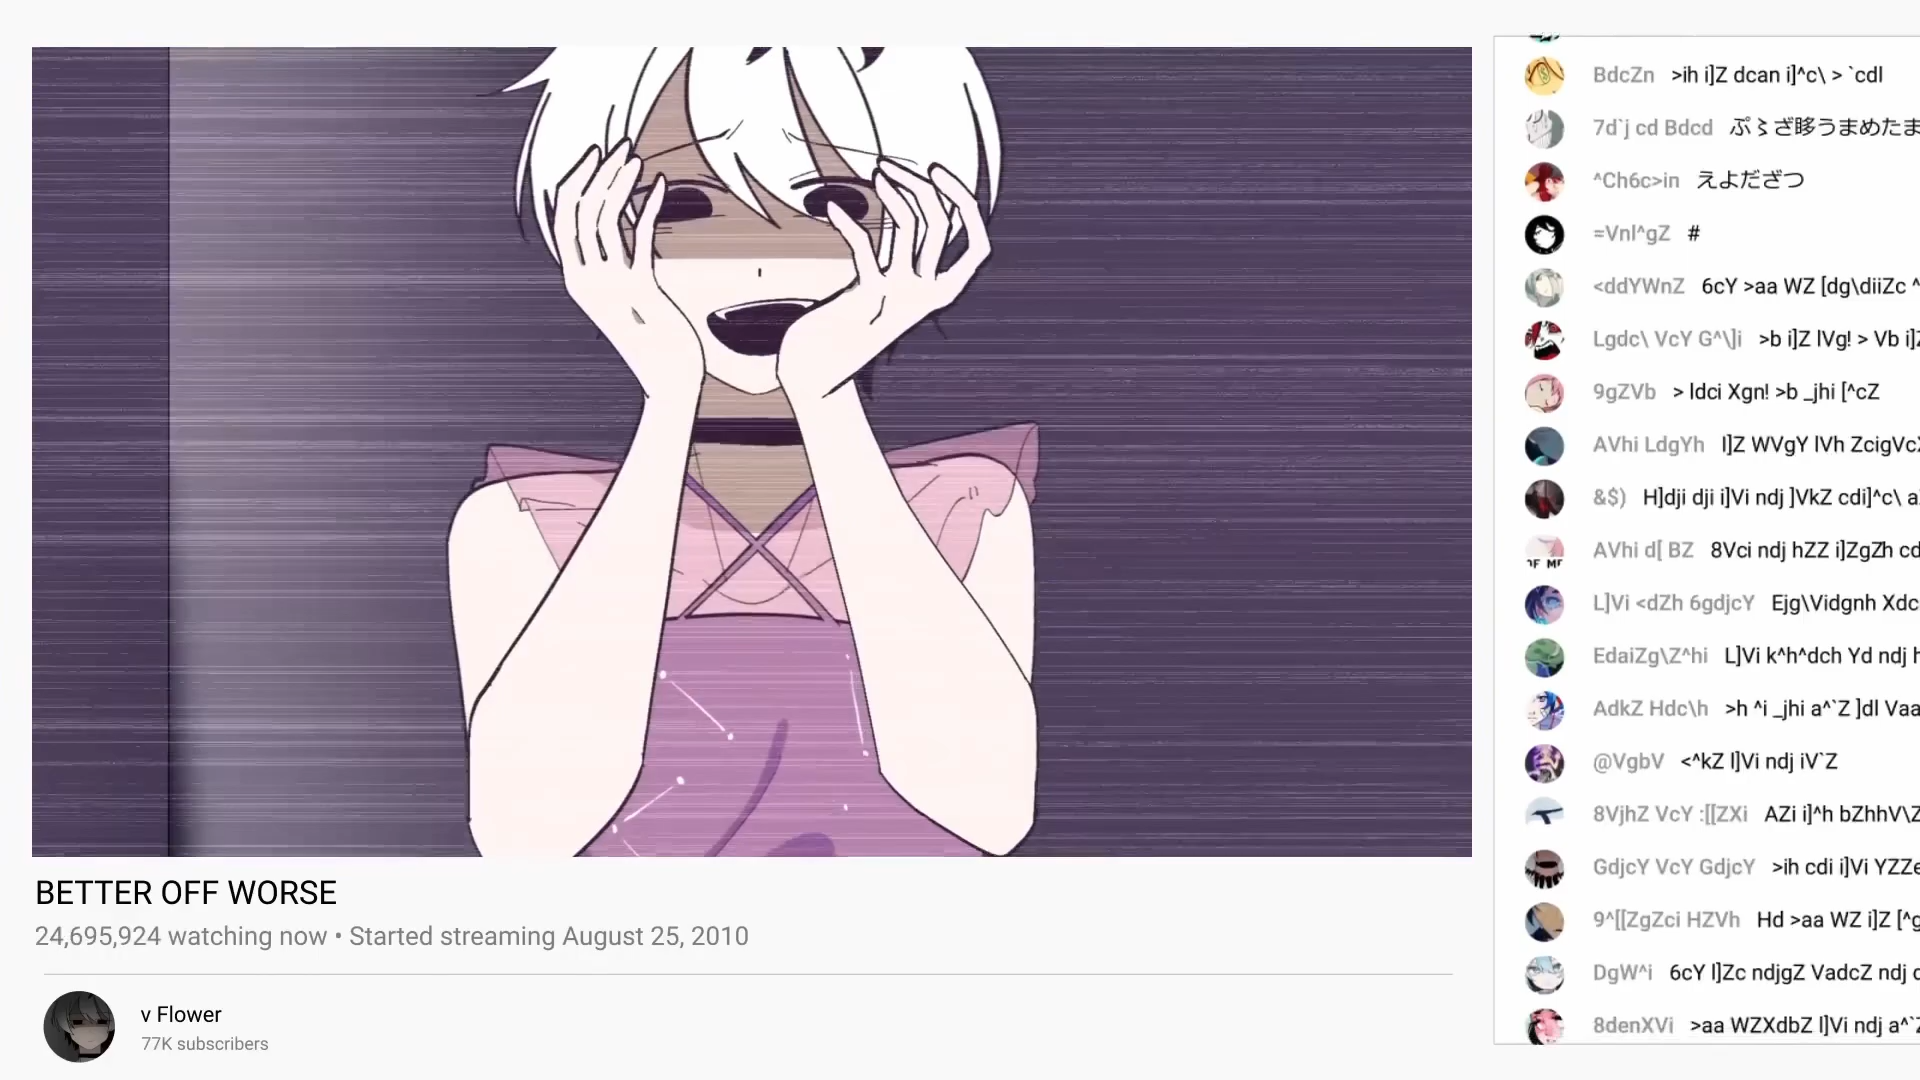 BETTER OFF WORSE
24,695,924 watching now • Started streaming August 25, 2010
v Flower
77K subscribers
BdcZn >ih i]Z dcan i]^c\ > `cdl
7d`j cd Bdcd ぷゞざ眵うまめたま
^Ch6c>in えよだざつ
=Vnl^gZ #
<ddYWnZ 6cY >aa WZ [dg\diiZc ^
Lgdc\ VcY G^\]i >b i]Z lVg! > Vb i]Z
9gZVb > ldci Xgn! >b _jhi [^cZ
AVhi LdgYh I]Z WVgY lVh ZcigVcX
&$) H]dji dji i]Vi ndj ]VkZ cdi]^c\ a
AVhi d[ BZ 8Vci ndj hZZ i]ZgZh cd
OF ME
L]Vi <dZh 6gdjcY Ejg\Vidgnh Xdc
EdaiZg\Z^hi L]Vi k^h^dch Yd ndj h
AdkZ Hdc\h >h ^i _jhi a^`Z ]dl Vaa
@VgbV <^kZ l]Vi ndj iV`Z
8VjhZ VcY :[[ZXi AZi i]^h bZhhV\Z
GdjcY VcY GdjcY >ih cdi l]Vi YZZe
9^[[ZgZci HZVh Hd >aa WZ i]Z [^g
DgW^i 6cY l]Zc ndjgZ VadcZ ndj c
8denXVi >aa WZXdbZ l]Vi ndj a^`Z